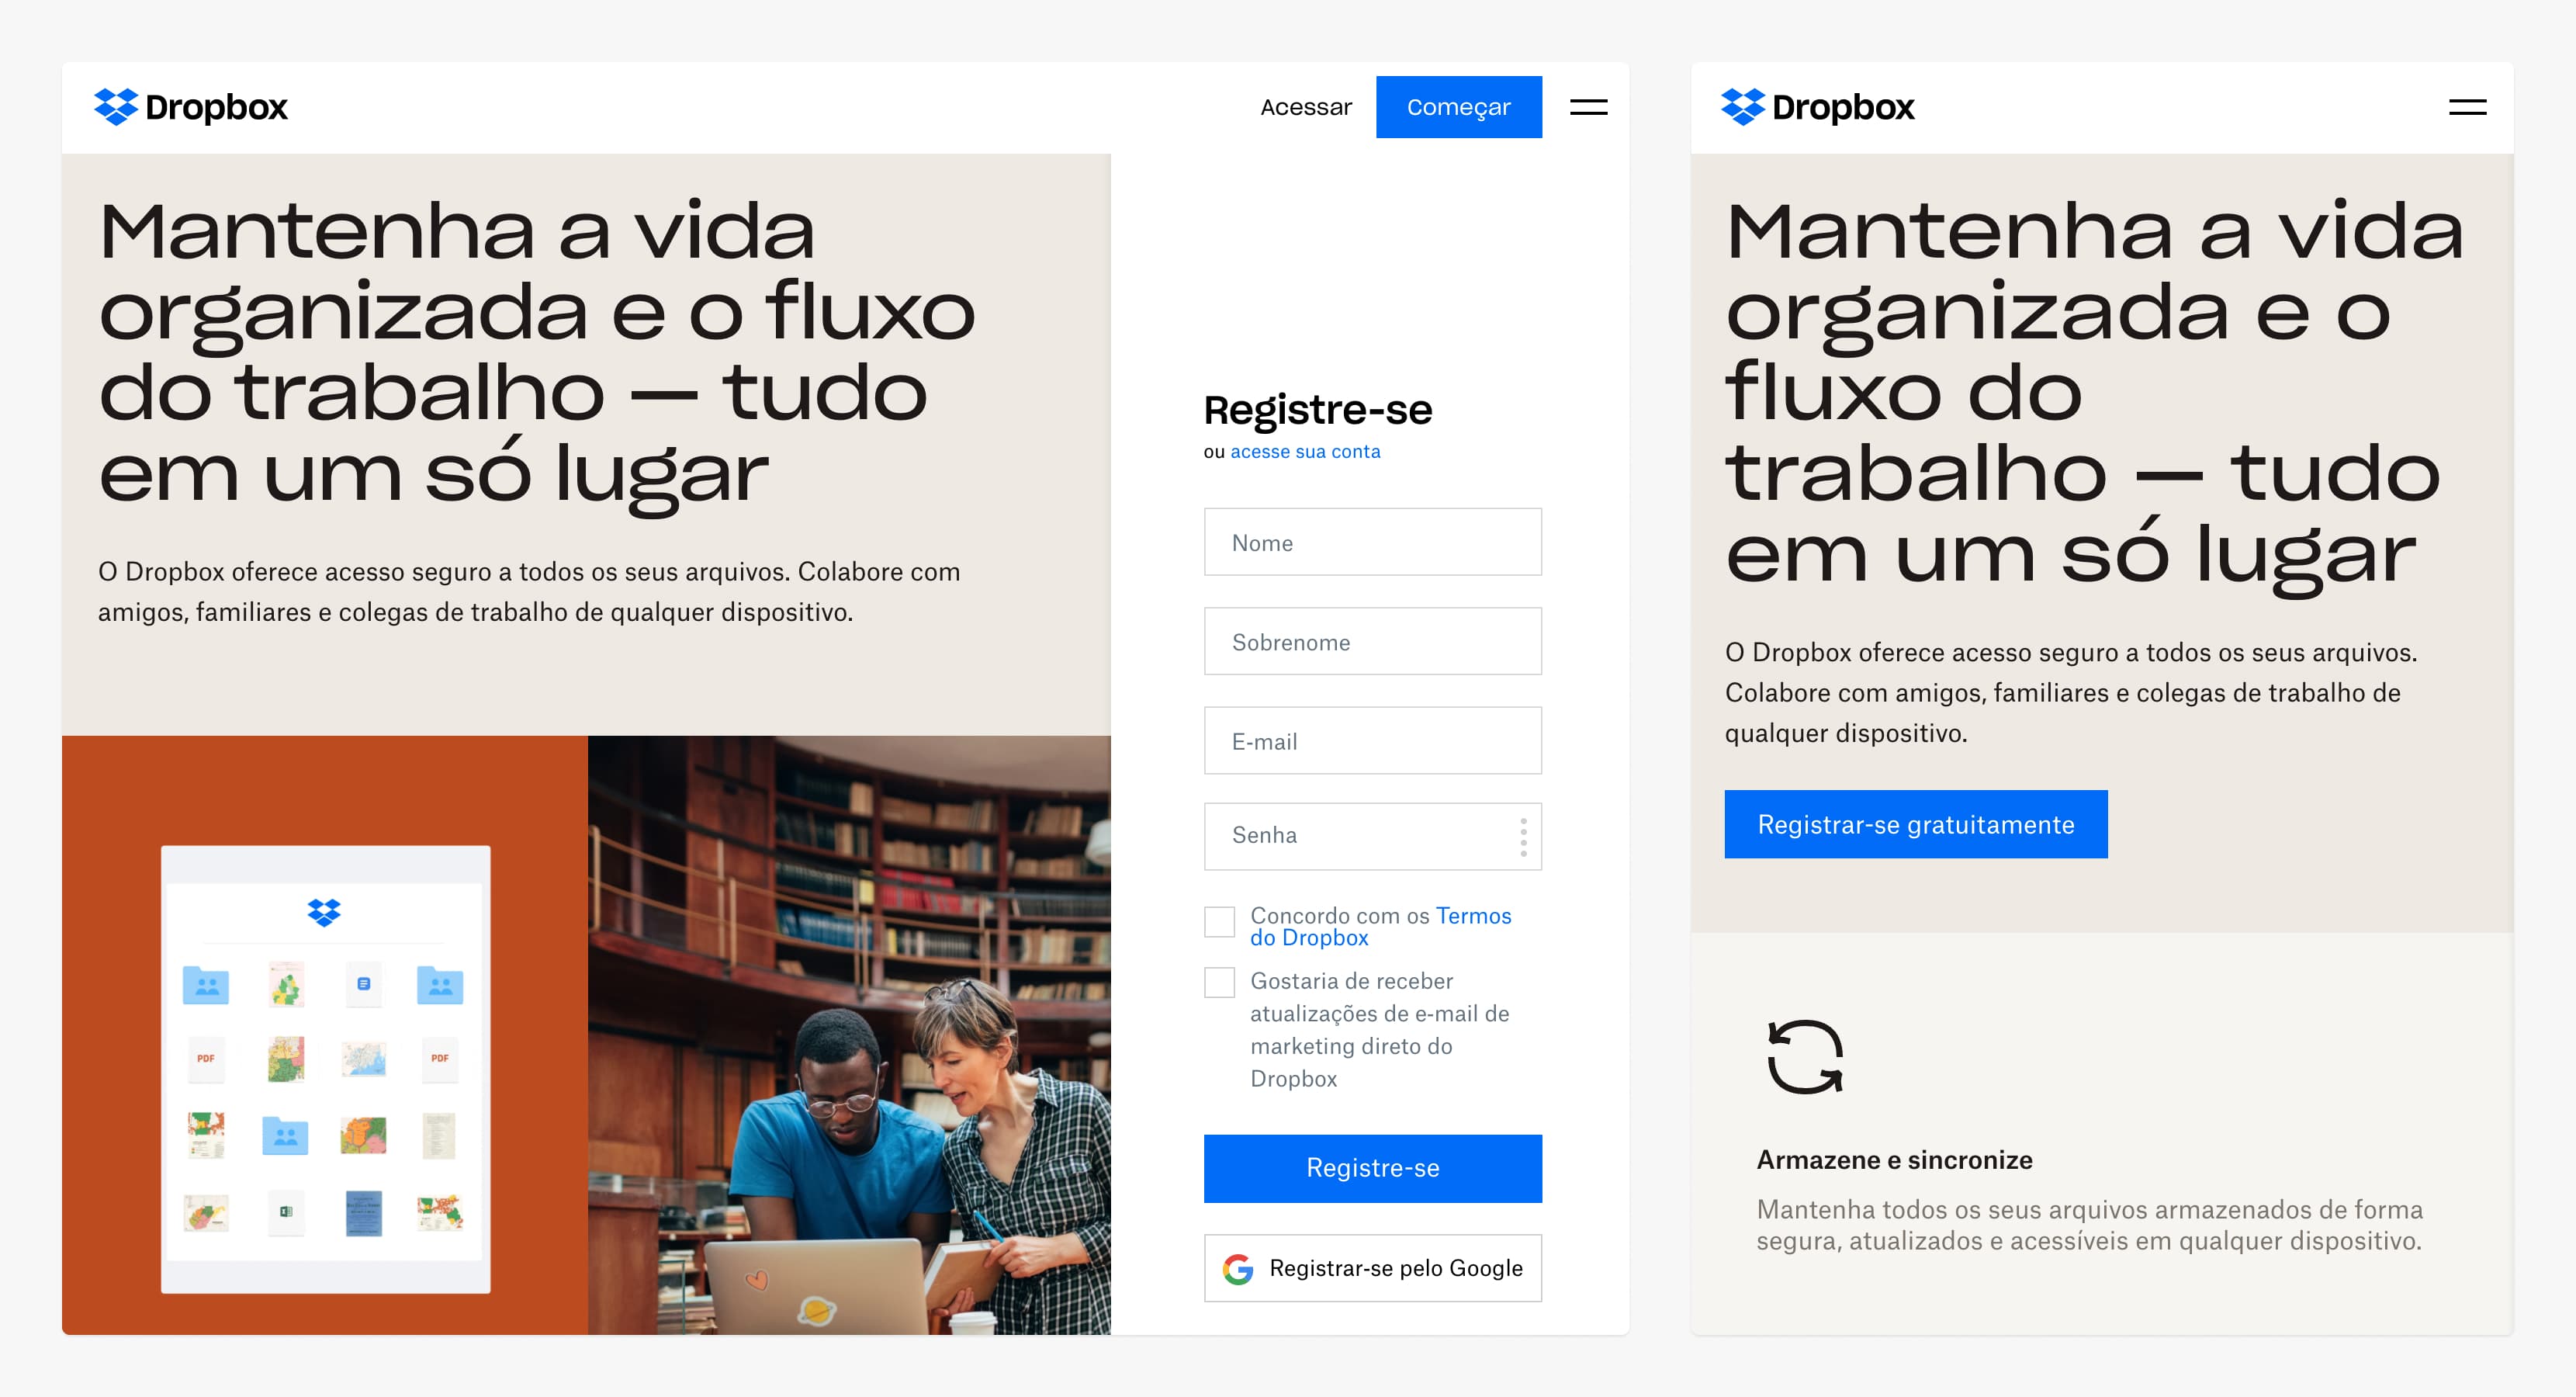 Dropbox
Acessar
Começar
Mantenha a vida
organizada e o fluxo
do trabalho — tudo
em um só lugar
O Dropbox oferece acesso seguro a todos os seus arquivos. Colabore com
amigos, familiares e colegas de trabalho de qualquer dispositivo.
PDF
PDF
Registre-se
ou acesse sua conta
Nome
Sobrenome
E-mail
Senha
Concordo com os Termos
do Dropbox
Gostaria de receber
atualizações de e-mail de
marketing direto do
Dropbox
Registre-se
Registrar-se pelo Google
Dropbox
Mantenha a vida
organizada e o
fluxo do
trabalho — tudo
em um só lugar
O Dropbox oferece acesso seguro a todos os seus arquivos.
Colabore com amigos, familiares e colegas de trabalho de
qualquer dispositivo.
Registrar-se gratuitamente
Armazene e sincronize
Mantenha todos os seus arquivos armazenados de forma
segura, atualizados e acessíveis em qualquer dispositivo.